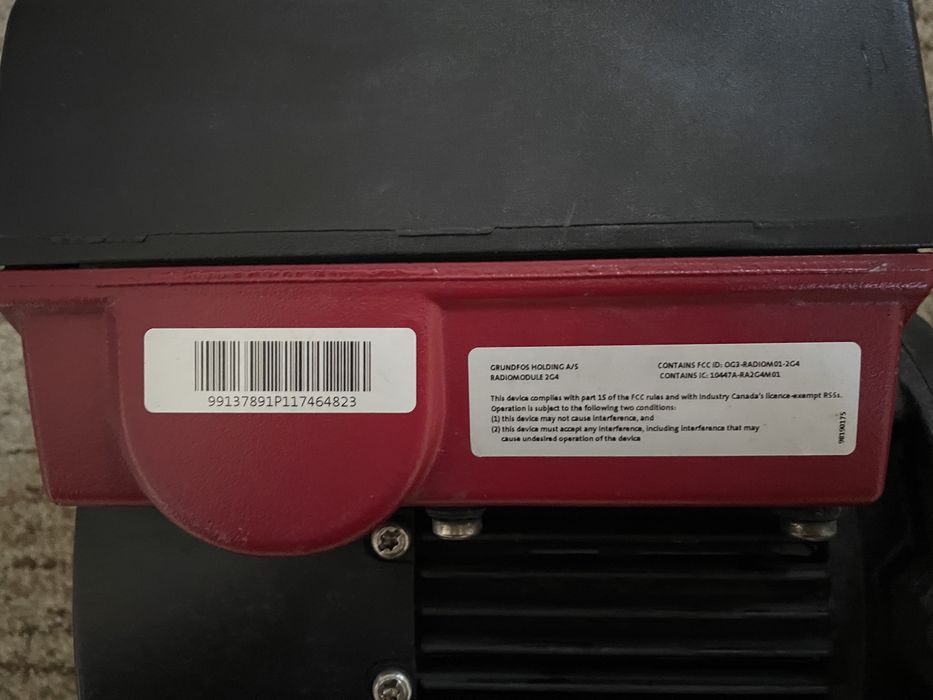 99137891P117464823
GRUNDFOS HOLDING A/S
RADIOMODULE 2G4
CONTAINS FCC ID: OG3-RADIOM01-2G4
CONTAINS IC: 10447A-RA2G4M01
This device complies with part 15 of the FCC rules and with Industry Canada's licence-exempt RSSs.
Operation is subject to the following two conditions:
(1) this device may not cause interference, and
(2) this device must accept any interference, including interference that may
cause undesired operation of the device
98190175